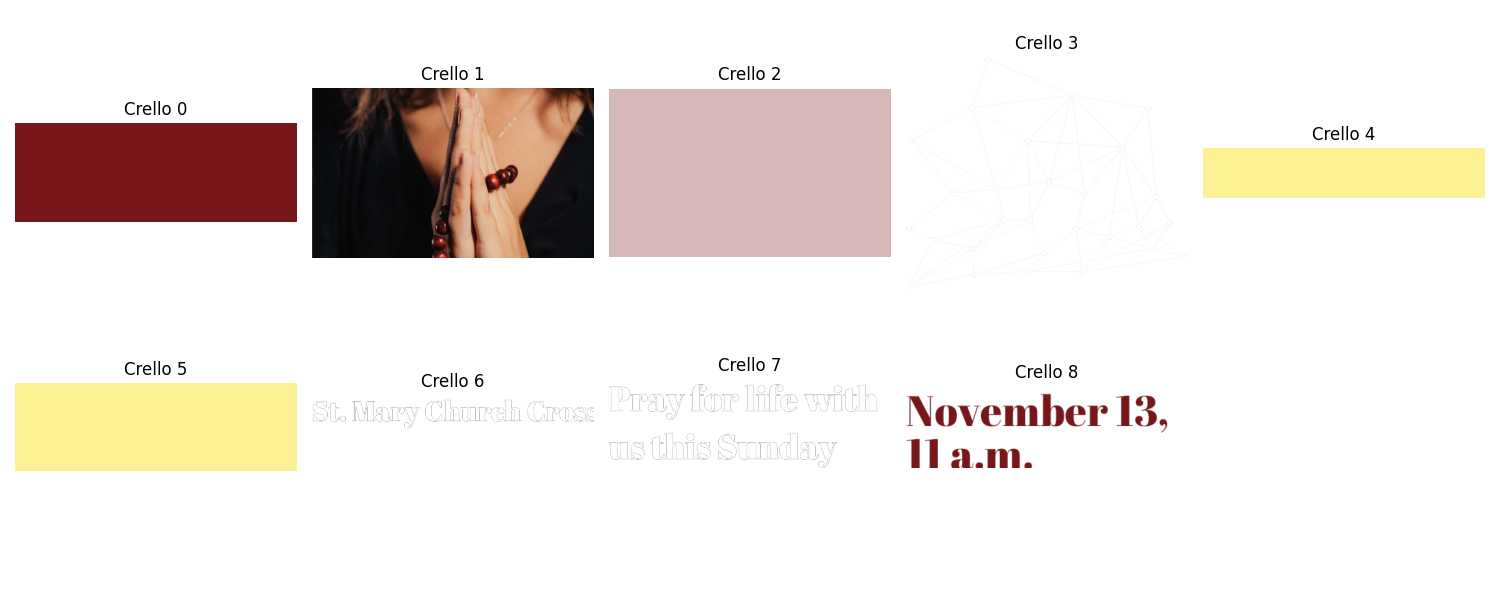 Crello 3
Crello 1
Crello 2
Crello 0
Crello 4
Crello 5
Crello 6
Crello 7
Crello 8
St. Mary Church Cross
Pray for life with
us this Sunday
November 13,
11 a.m.